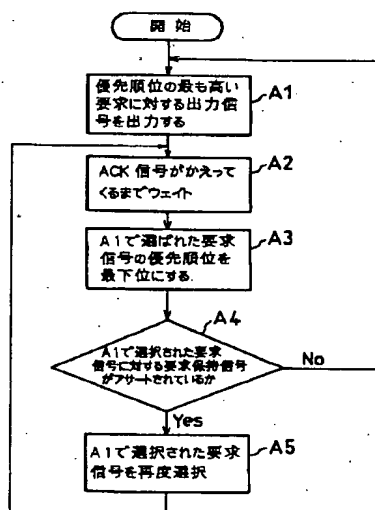 開始
優先順位の最も高い
要求に対する出力信
号を出力する
A1
ACK信号がかえって
くるまでウェイト
A2
A1で選ばれた要求
信号の優先順位を
最下位にする.
A3
A4
A1で選択された要求
信号に対する要求保持信号
がアサートされているか
No
Yes
A1で選択された要求
信号を再度選択
A5